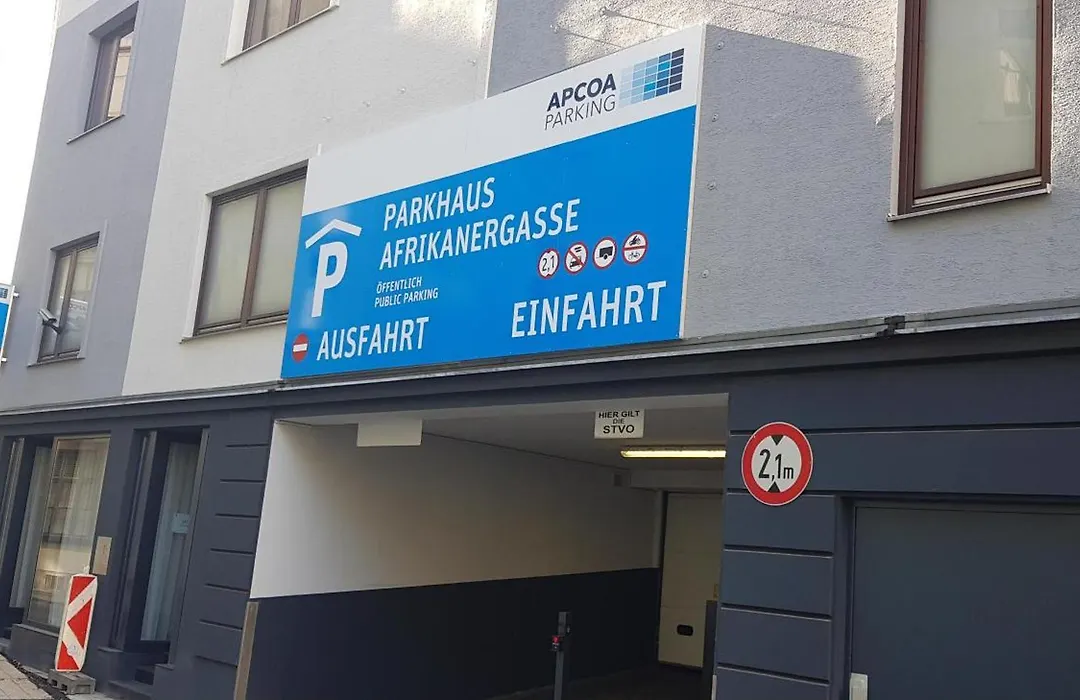 APCOA
PARKING
PARKHAUS
AFRIKANERGASSE
P
ÖFFENTLICH
PUBLIC PARKING
2,1
AUSFAHRT
EINFAHRT
HIER GILT
DIE
STVO
2,1m